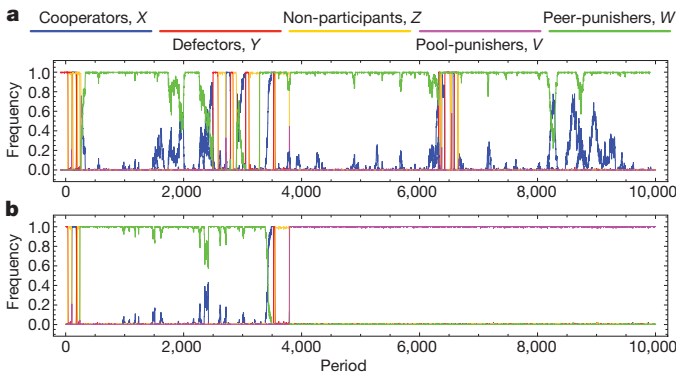 a
Cooperators, X
Non-participants, Z
Peer-punishers, W
Defectors, Y
Pool-punishers, V
Frequency
1.0
0.8
0.6
0.4
0.2
0.0
0 2,000 4,000 6,000 8,000 10,000
b
Frequency
1.0
0.8
0.6
0.4
0.2
0.0
0 2,000 4,000 6,000 8,000 10,000
Period